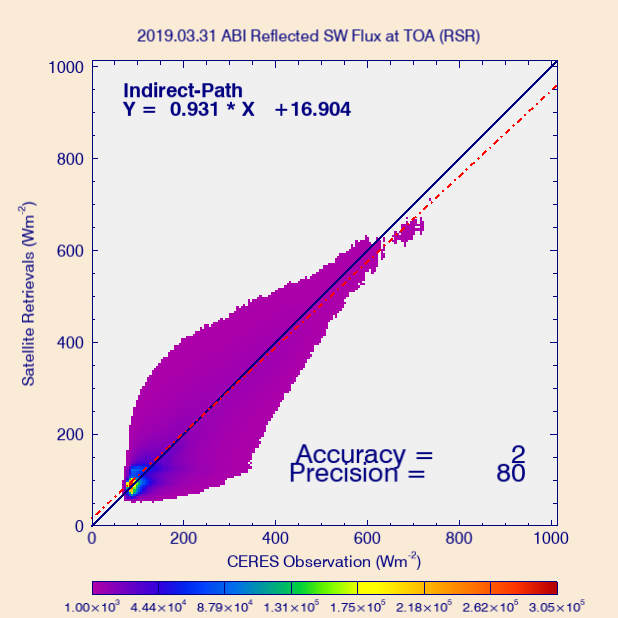 2019.03.31 ABI Reflected SW Flux at TOA (RSR)
Indirect-Path
Y = 0.931 * X +16.904
1000
800
600
400
200
0
Satellite Retrievals (Wm⁻²)
Accuracy = 2
Precision = 80
0 200 400 600 800 1000
CERES Observation (Wm⁻²)
1.00×10³ 4.44×10⁴ 8.79×10⁴ 1.31×10⁵ 1.75×10⁵ 2.18×10⁵ 2.62×10⁵ 3.05×10⁵